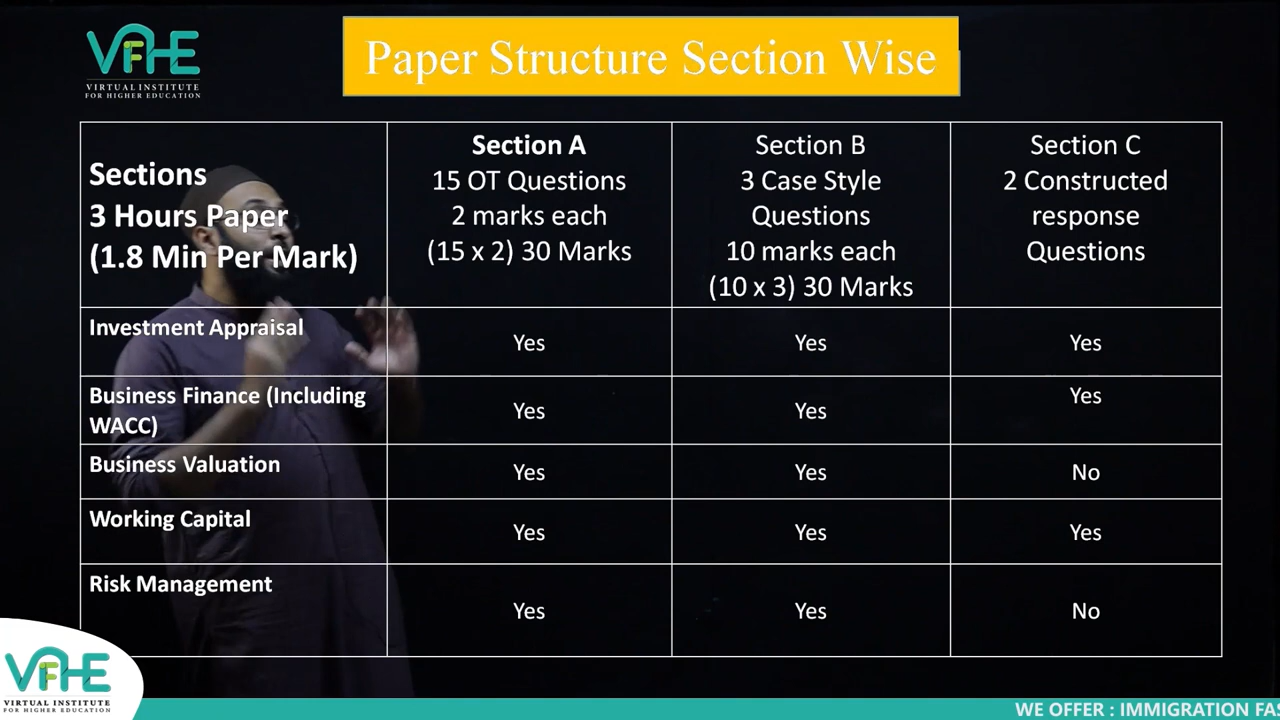 VFHE
VIRTUAL INSTITUTE
FOR HIGHER EDUCATION
Paper Structure Section Wise
Sections
3 Hours Paper
(1.8 Min Per Mark)
Section A
15 OT Questions
2 marks each
(15 x 2) 30 Marks
Section B
3 Case Style
Questions
10 marks each
(10 x 3) 30 Marks
Section C
2 Constructed
response
Questions
Investment Appraisal
Yes
Yes
Yes
Business Finance (Including
WACC)
Yes
Yes
Yes
Business Valuation
Yes
Yes
No
Working Capital
Yes
Yes
Yes
Risk Management
Yes
Yes
No
VFHE
VIRTUAL INSTITUTE
FOR HIGHER EDUCATION
WE OFFER : IMMIGRATION FAS